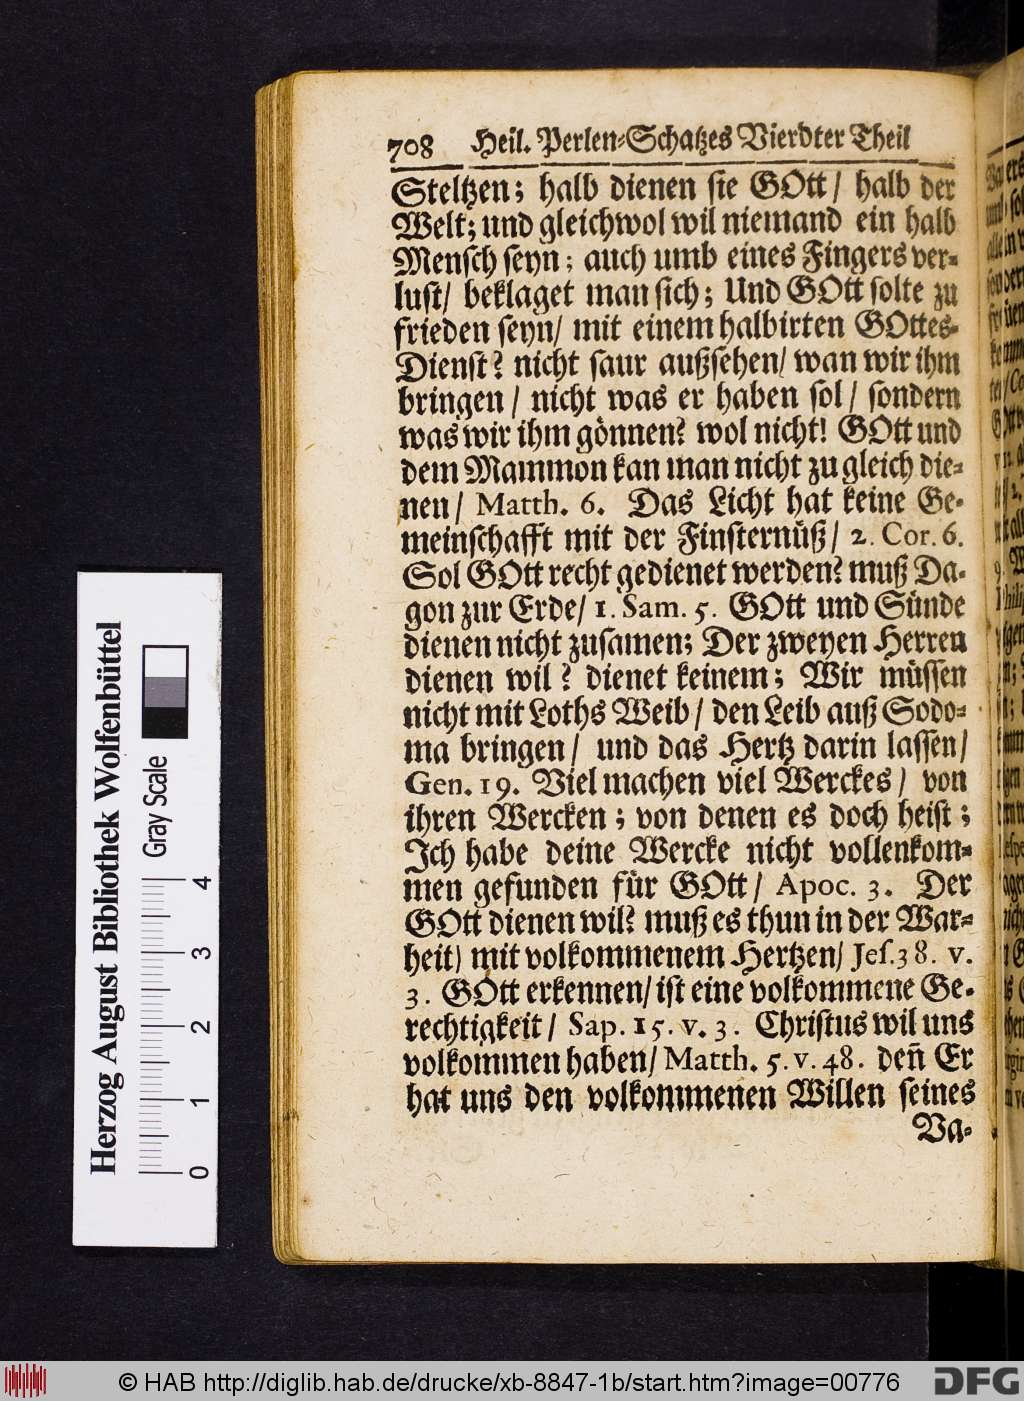 708 Heil. Perlen-Schatzes Vierdter Theil
Steltzen; halb dienen sie GOtt/ halb der
Welt; und gleichwol wil niemand ein halb
Mensch seyn; auch umb eines Fingers ver-
lust/ beklaget man sich; Und GOtt solte zu
frieden seyn/ mit einem halbirten GOttes-
Dienst? nicht saur außsehen/ wan wir ihm
bringen/ nicht was er haben sol/ sondern
was wir ihm gönnen? wol nicht! GOtt und
dem Mammon kan man nicht zu gleich die-
nen/ Matth. 6. Das Licht hat keine Ge-
meinschafft mit der Finsternüß/ 2. Cor. 6.
Sol GOtt recht gedienet werden? muß Da-
gon zur Erde/ 1. Sam. 5. GOtt und Sünde
dienen nicht zusamen; Der zweyen Herren
dienen wil? dienet keinem; Wir müssen
nicht mit Loths Weib/ den Leib auß Sodo-
ma bringen/ und das Hertz darin lassen/
Gen. 19. Viel machen viel Werckes/ von
ihren Wercken; von denen es doch heist;
Ich habe deine Wercke nicht vollenkom-
men gefunden für GOtt/ Apoc. 3. Der
GOtt dienen wil? muß es thun in der War-
heit/ mit volkommenem Hertzen/ Jes. 38. v.
3. GOtt erkennen/ ist eine volkommene Ge-
rechtigkeit/ Sap. 15. v. 3. Christus wil uns
volkommen haben/ Matth. 5. v. 48. deñ Er
hat uns den volkommenen Willen seines
Va-
Herzog August Bibliothek Wolfenbüttel
Gray Scale
0 1 2 3 4
© HAB http://diglib.hab.de/drucke/xb-8847-1b/start.htm?image=00776
DFG